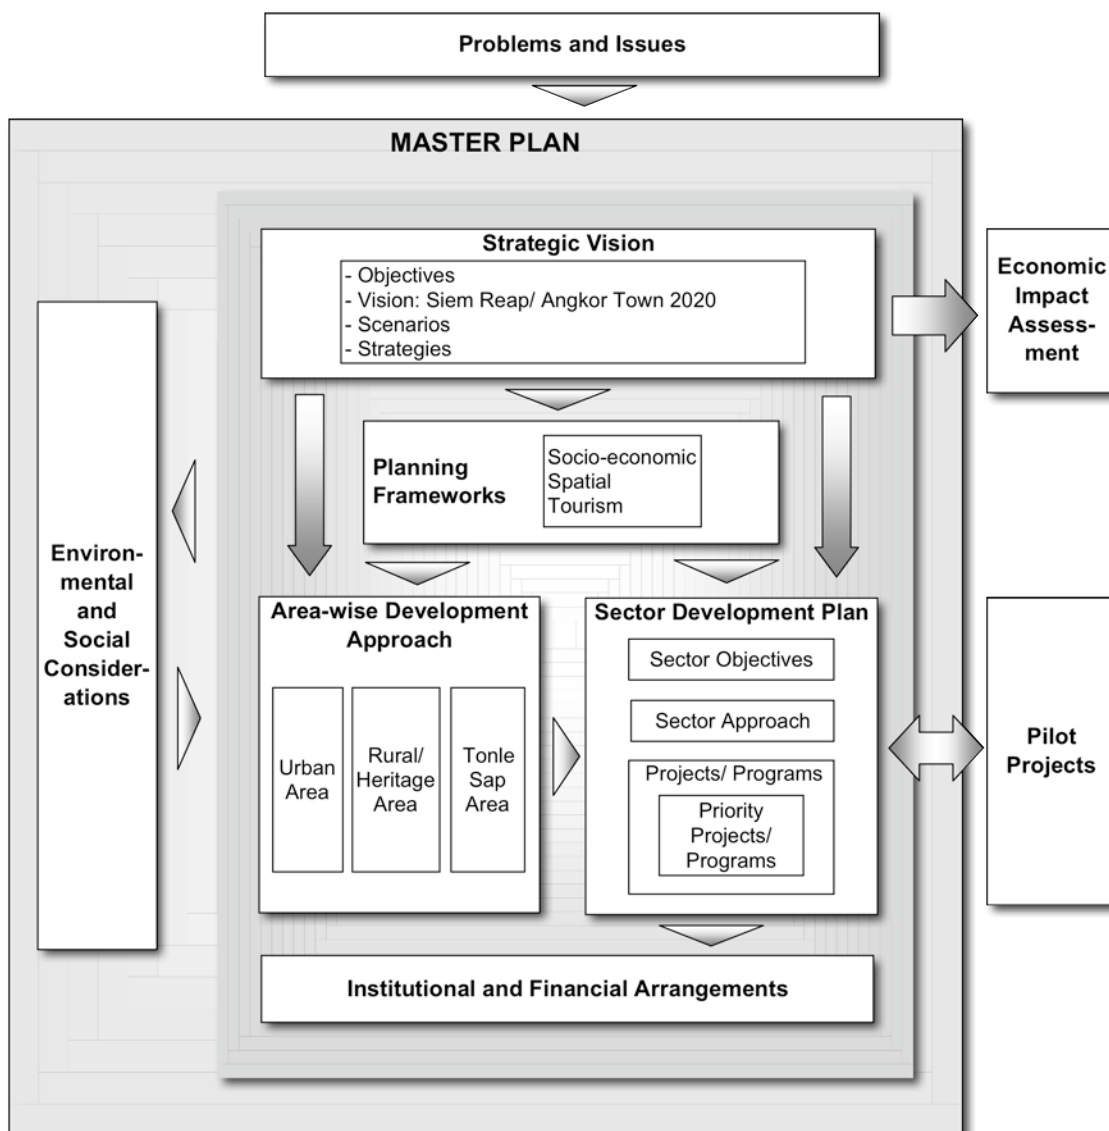 Problems and Issues
MASTER PLAN
Strategic Vision
- Objectives
- Vision: Siem Reap/ Angkor Town 2020
- Scenarios
- Strategies
Economic
Impact
Assess-
ment
Planning
Frameworks
Socio-economic
Spatial
Tourism
Environ-
mental
and
Social
Consider-
ations
Area-wise Development
Approach
Urban
Area
Rural/
Heritage
Area
Tonle
Sap
Area
Sector Development Plan
Sector Objectives
Sector Approach
Projects/ Programs
Priority
Projects/
Programs
Pilot
Projects
Institutional and Financial Arrangements